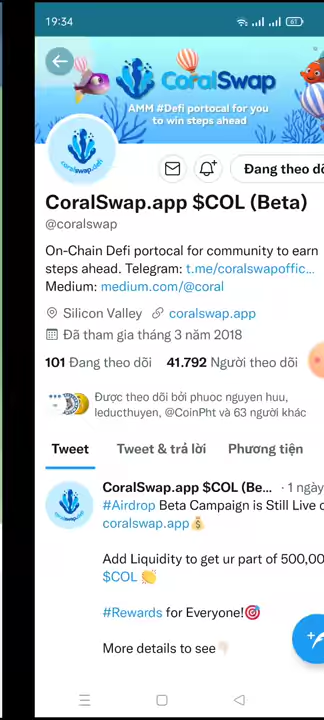 19:34
61
CoralSwap
AMM #Defi portocal for you
to win steps ahead
coralswap.defi
Đang theo dõi
CoralSwap.app $COL (Beta)
@coralswap
On-Chain Defi portocal for community to earn
steps ahead. Telegram: t.me/coralswapoffic...
Medium: medium.com/@coral
Silicon Valley coralswap.app
Đã tham gia tháng 3 năm 2018
101 Đang theo dõi 41.792 Người theo dõi
Được theo dõi bởi phuoc nguyen huu,
leducthuyen, @CoinPht và 63 người khác
Tweet Tweet & trả lời Phương tiện
CoralSwap.app $COL (Be... · 1 ngày
#Airdrop Beta Campaign is Still Live
coralswap.app💰
Add Liquidity to get ur part of 500,00
$COL 👏
#Rewards for Everyone!🎯
More details to see👇🏻